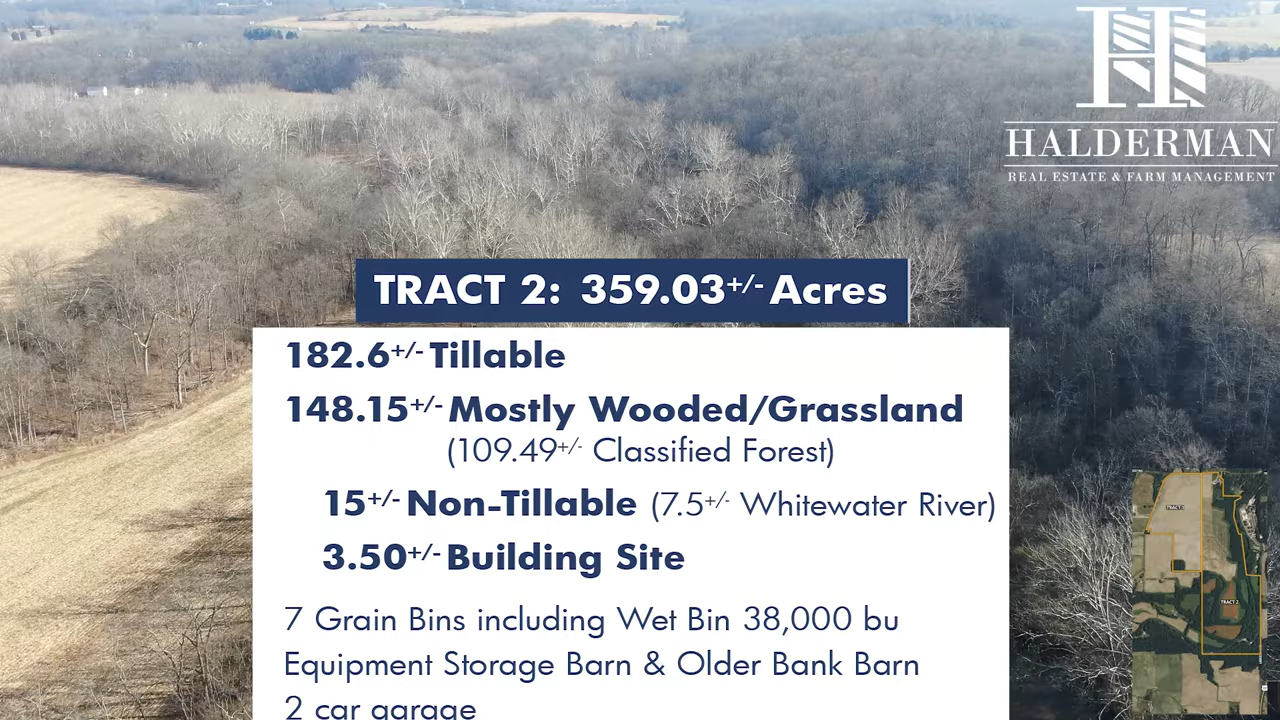 HALDERMAN
REAL ESTATE & FARM MANAGEMENT
TRACT 2: 359.03+/- Acres
182.6+/- Tillable
148.15+/- Mostly Wooded/Grassland
(109.49+/- Classified Forest)
15+/- Non-Tillable (7.5+/- Whitewater River)
3.50+/- Building Site
7 Grain Bins including Wet Bin 38,000 bu
Equipment Storage Barn & Older Bank Barn
2 car garage
TRACT 2